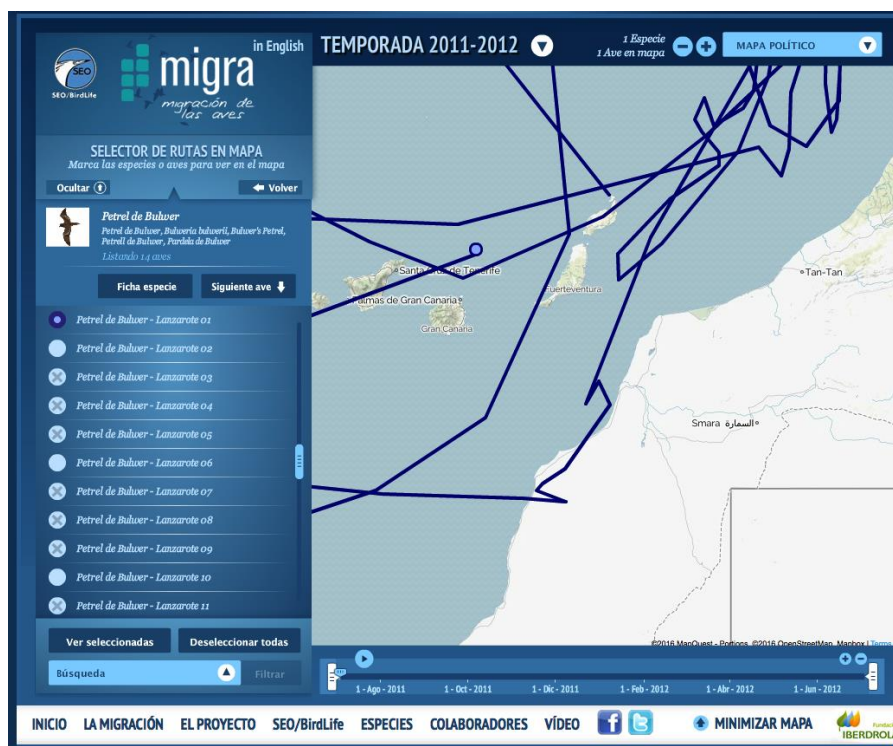 in English
SEO
SEO/BirdLife
migra
migración de
las aves
TEMPORADA 2011-2012
1 Especie
1 Ave en mapa
MAPA POLÍTICO
SELECTOR DE RUTAS EN MAPA
Marca las especies o aves para ver en el mapa
Ocultar
Volver
Petrel de Bulwer
Petrel de Bulwer, Bulweria bulwerii, Bulwer's Petrel,
Petrell de Bulwer, Pardela de Bulwer
Listando 14 aves
Ficha especie
Siguiente ave
Petrel de Bulwer - Lanzarote 01
Petrel de Bulwer - Lanzarote 02
Petrel de Bulwer - Lanzarote 03
Petrel de Bulwer - Lanzarote 04
Petrel de Bulwer - Lanzarote 05
Petrel de Bulwer - Lanzarote 06
Petrel de Bulwer - Lanzarote 07
Petrel de Bulwer - Lanzarote 08
Petrel de Bulwer - Lanzarote 09
Petrel de Bulwer - Lanzarote 10
Petrel de Bulwer - Lanzarote 11
Ver seleccionadas
Deseleccionar todas
Búsqueda
Filtrar
Santa Cruz de Tenerife
Palmas de Gran Canaria
Gran Canaria
Fuerteventura
Tan-Tan
Smara السمارة
©2016 MapQuest - Portions, ©2016 OpenStreetMap, Mapbox | Terms
1 - Ago - 2011
1 - Oct - 2011
1 - Dic - 2011
1 - Feb - 2012
1 - Abr - 2012
1 - Jun - 2012
INICIO
LA MIGRACIÓN
EL PROYECTO
SEO/BirdLife
ESPECIES
COLABORADORES
VÍDEO
MINIMIZAR MAPA
IBERDROL